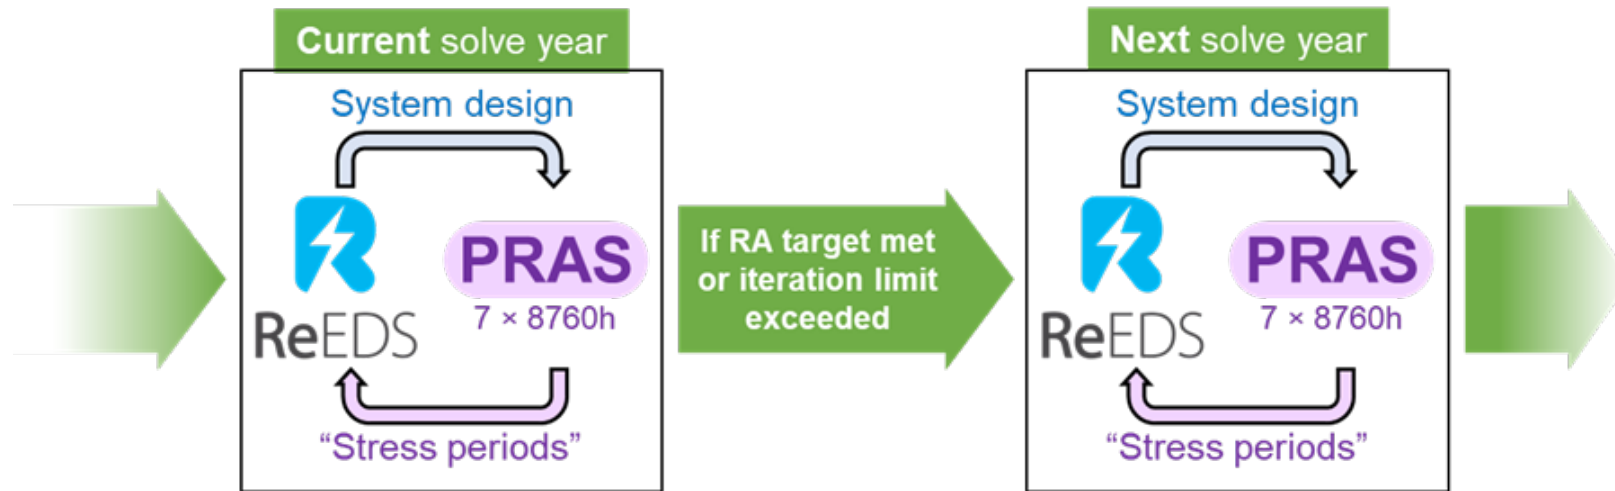 Current solve year
System design
ReEDS
PRAS
7 × 8760h
“Stress periods”
If RA target met
or iteration limit
exceeded
Next solve year
System design
ReEDS
PRAS
7 × 8760h
“Stress periods”